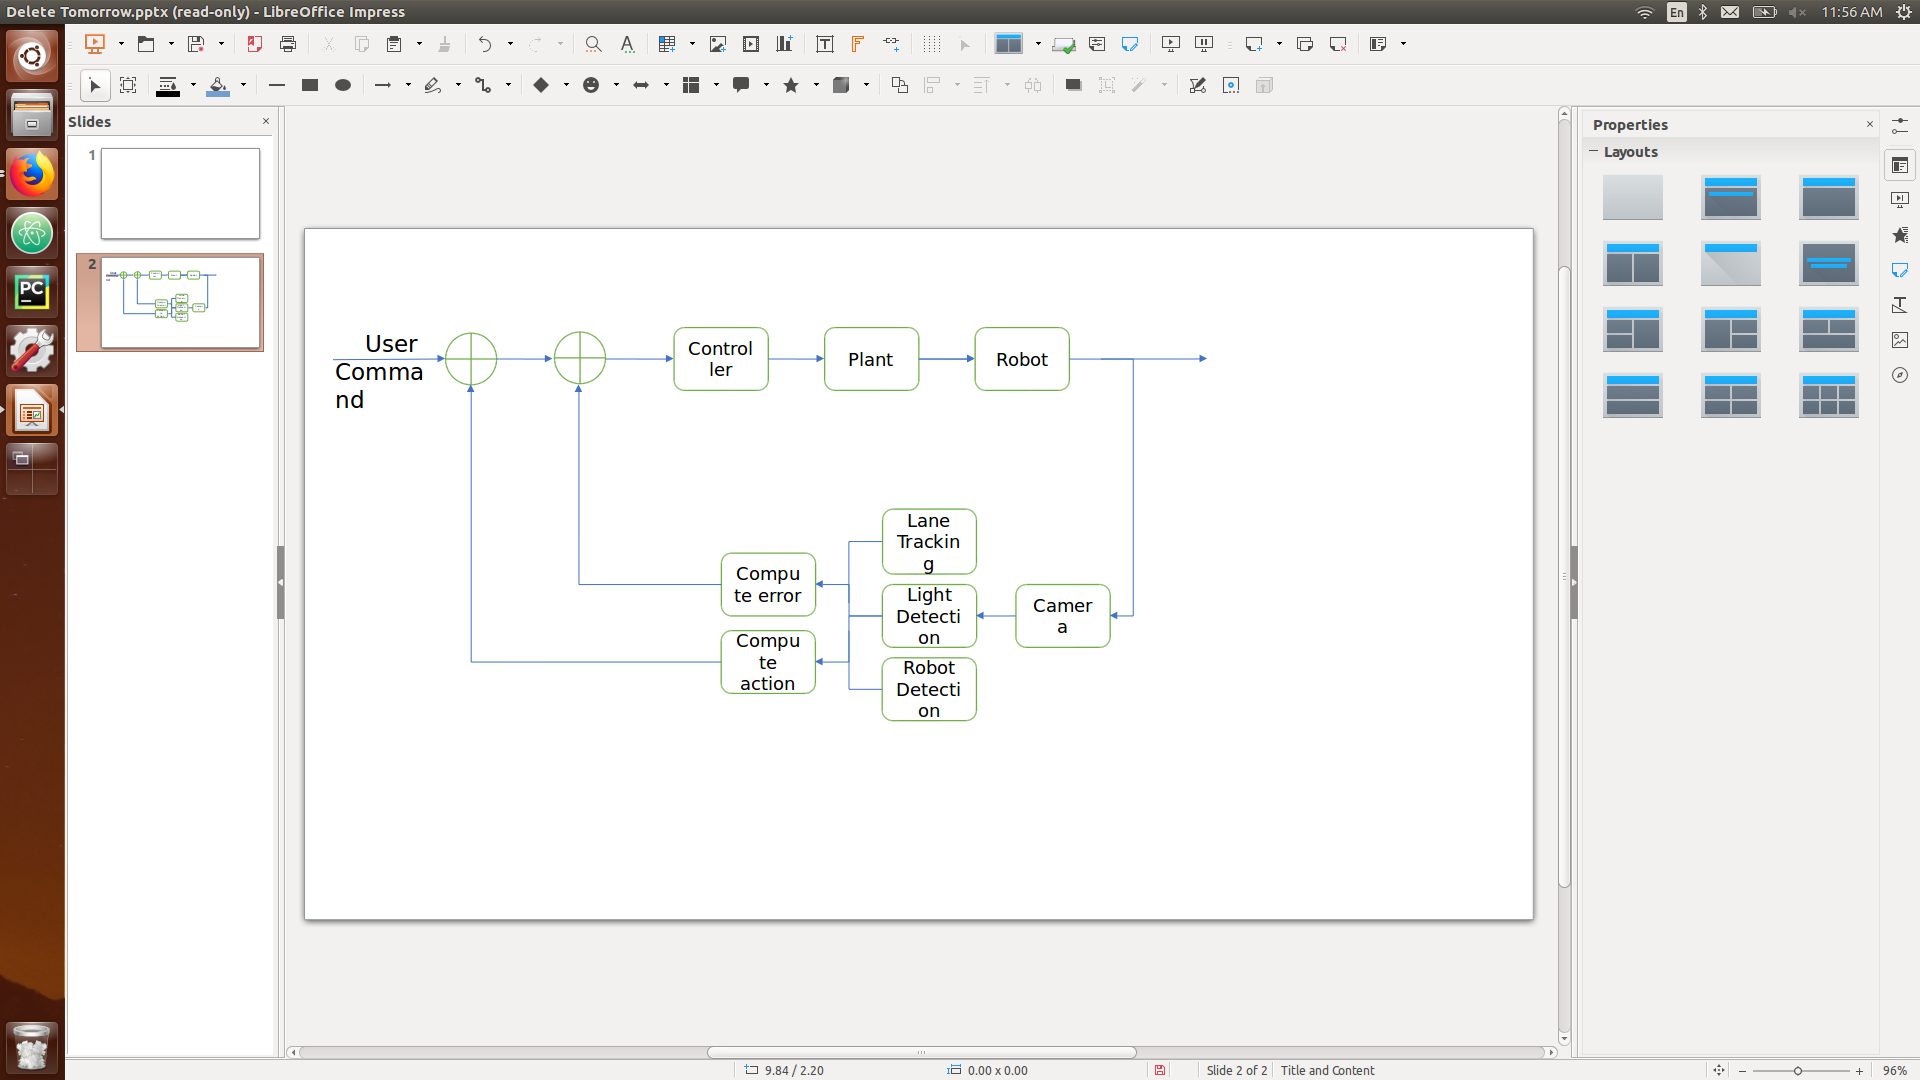 Delete Tomorrow.pptx (read-only) - LibreOffice Impress
En
11:56 AM
Slides
1
2
Properties
Layouts
User
Comma
nd
Control
ler
Plant
Robot
Lane
Trackin
g
Compu
te error
Light
Detecti
on
Camer
a
Compu
te
action
Robot
Detecti
on
PC
9.84 / 2.20
0.00 x 0.00
Slide 2 of 2
Title and Content
96%